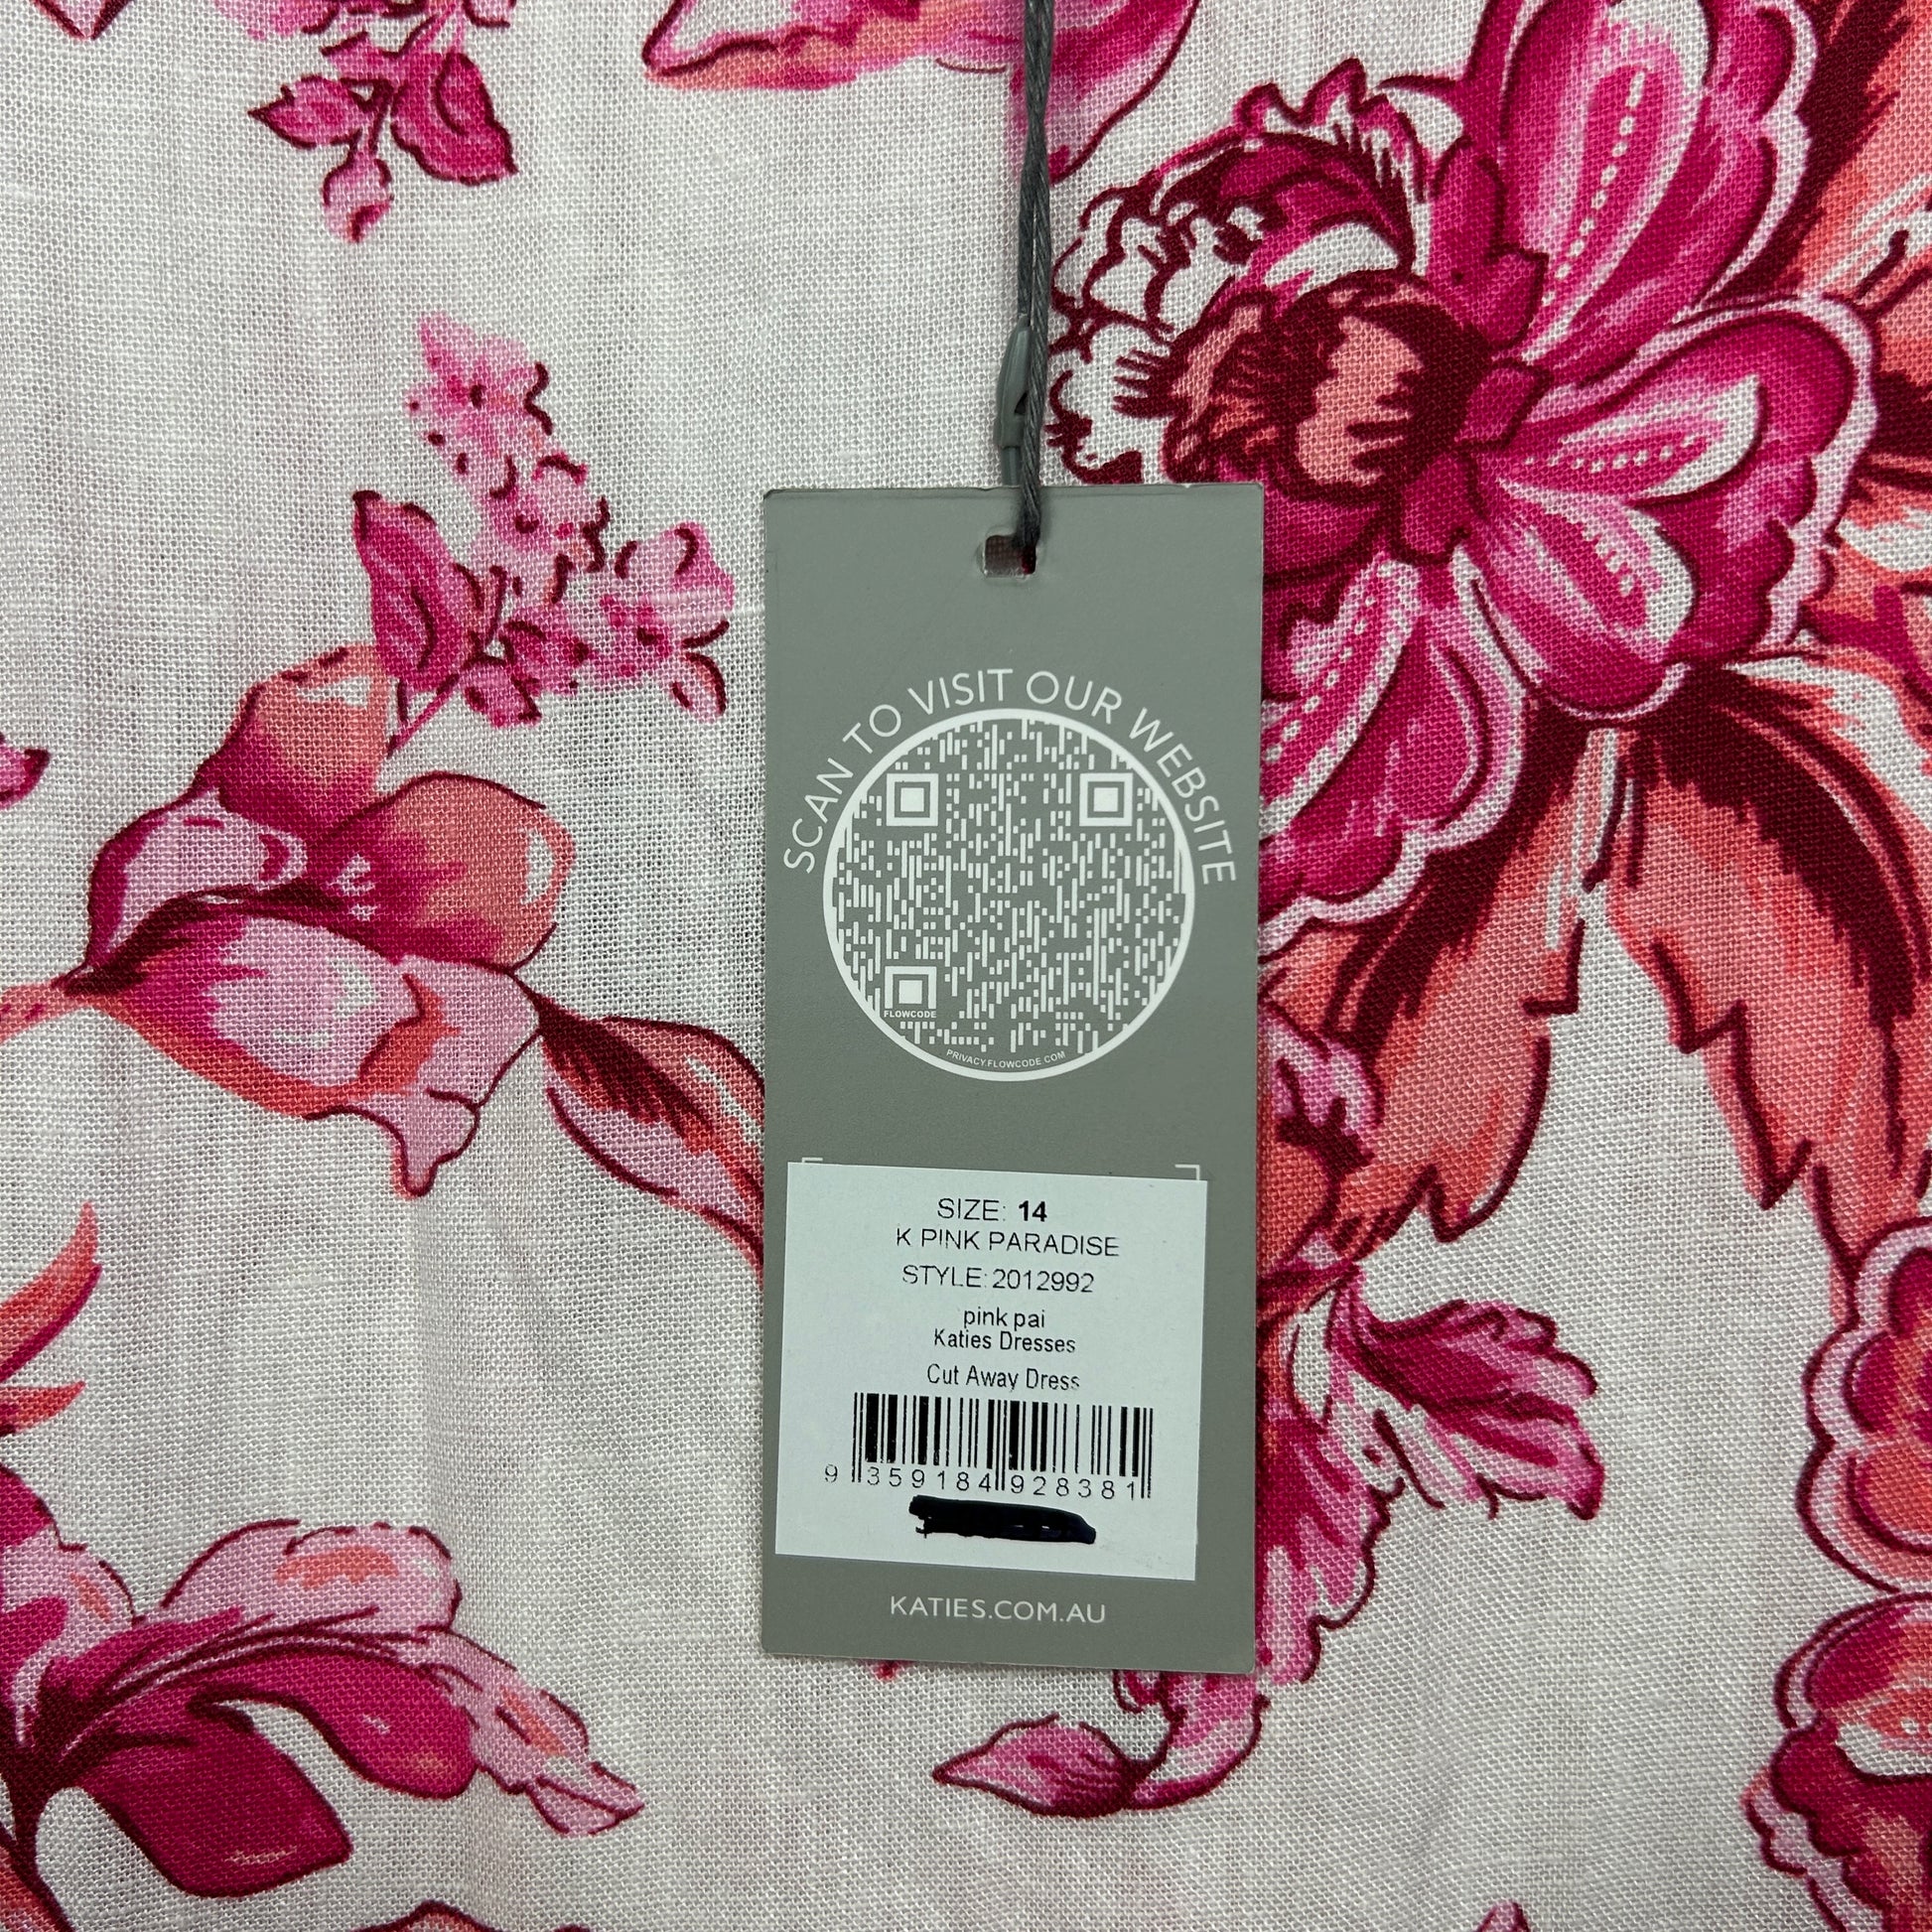 SCAN TO VISIT OUR WEBSITE
FLOWCODE
PRIVACY.FLOWCODE.COM
SIZE: 14
K PINK PARADISE
STYLE:2012992
pink pai
Katies Dresses
Cut Away Dress
9 359184 928381
KATIES.COM.AU